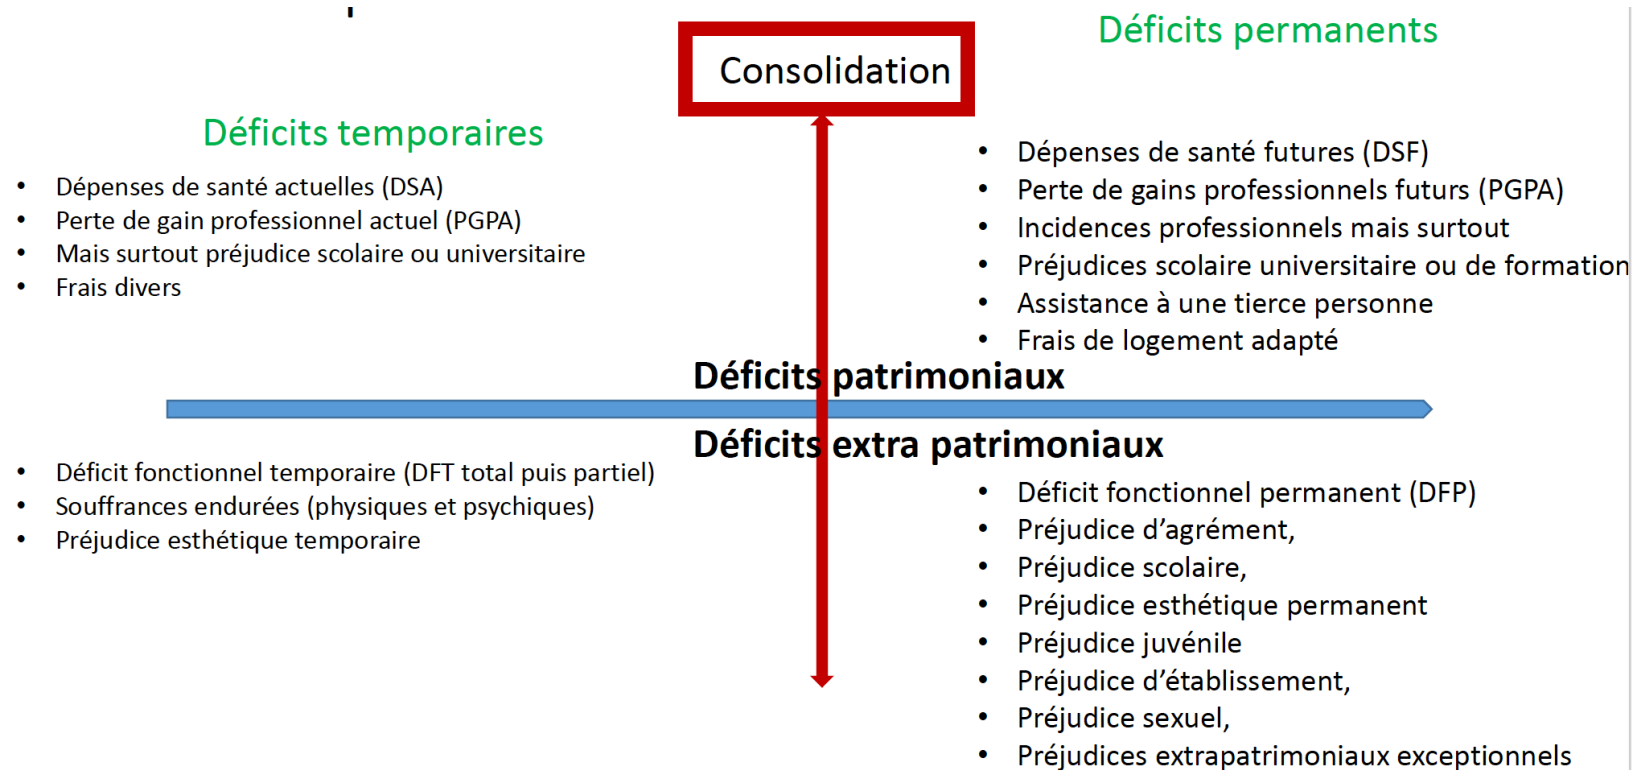 Déficits permanents
Consolidation
Déficits temporaires
• Dépenses de santé actuelles (DSA)
• Perte de gain professionnel actuel (PGPA)
• Mais surtout préjudice scolaire ou universitaire
• Frais divers
• Dépenses de santé futures (DSF)
• Perte de gains professionnels futurs (PGPA)
• Incidences professionnels mais surtout
• Préjudices scolaire universitaire ou de formation
• Assistance à une tierce personne
• Frais de logement adapté
Déficits patrimoniaux
Déficits extra patrimoniaux
• Déficit fonctionnel temporaire (DFT total puis partiel)
• Souffrances endurées (physiques et psychiques)
• Préjudice esthétique temporaire
• Déficit fonctionnel permanent (DFP)
• Préjudice d’agrément,
• Préjudice scolaire,
• Préjudice esthétique permanent
• Préjudice juvénile
• Préjudice d’établissement,
• Préjudice sexuel,
• Préjudices extrapatrimoniaux exceptionnels